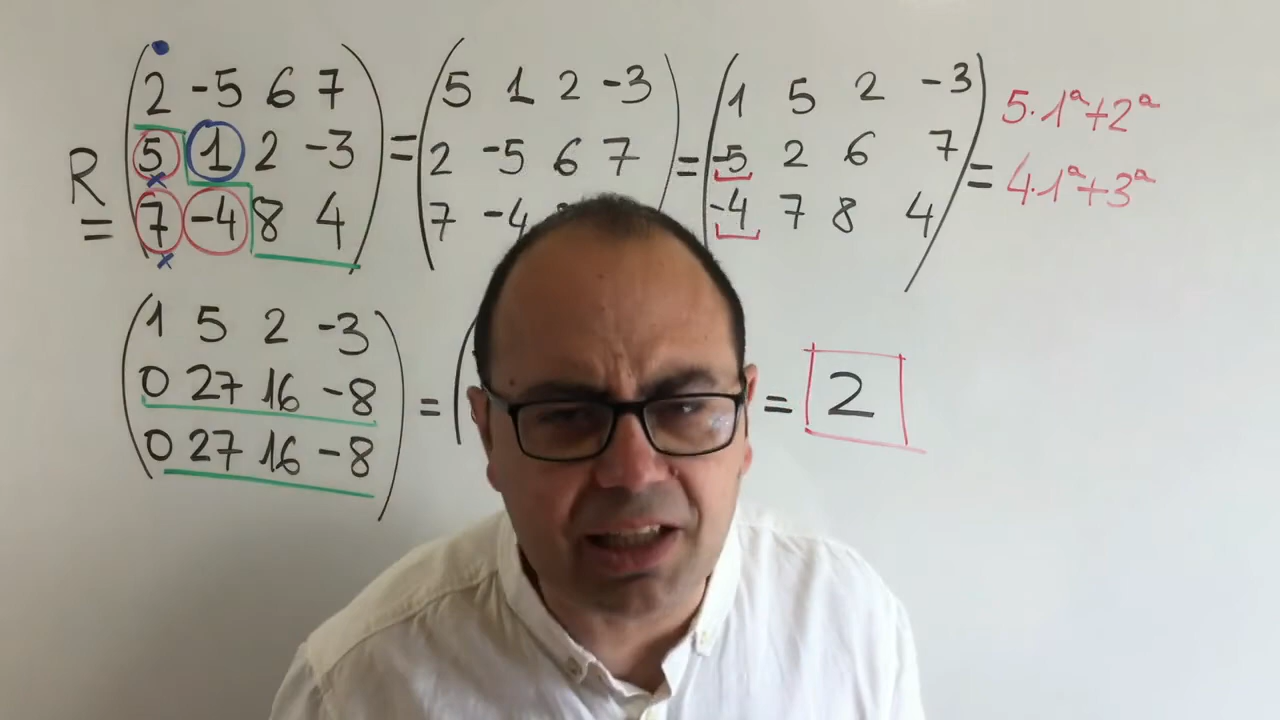 2 -5 6 7 5 1 2 -3 1 5 2 -3 5·1ª+2ª
R 5 1 2 -3 = 2 -5 6 7 = -5 2 6 7 = 4·1ª+3ª
7 -4 8 4 7 -4 -4 7 8 4
1 5 2 -3
0 27 16 -8 = = 2
0 27 16 -8